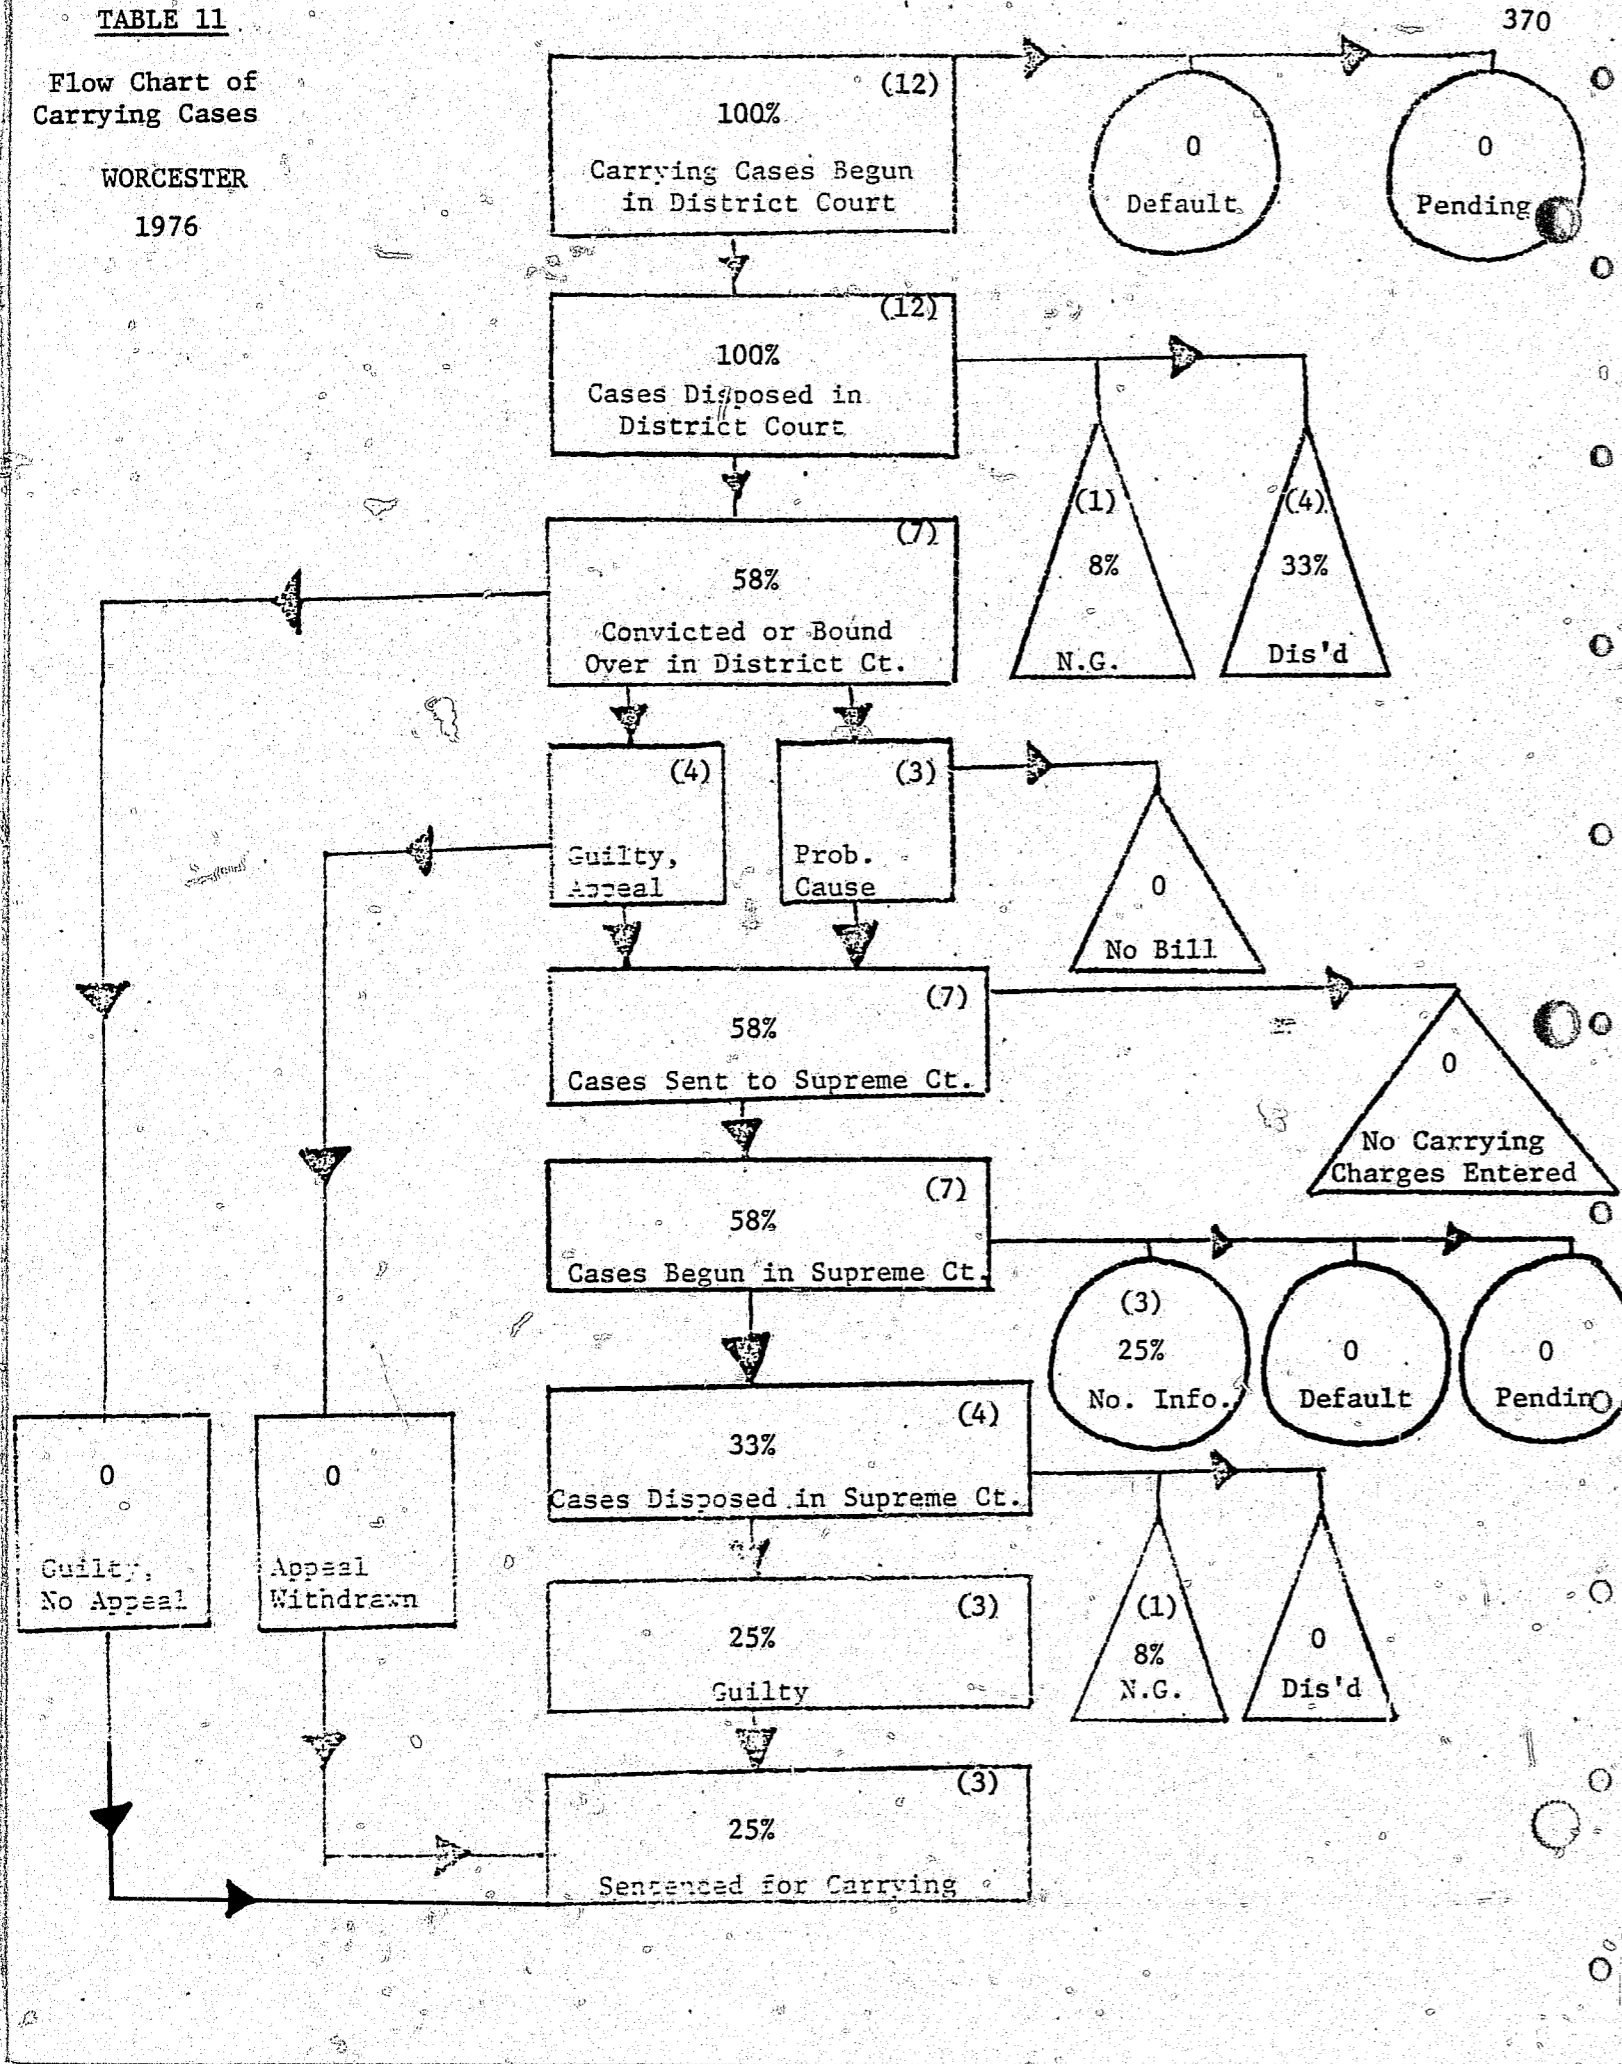 TABLE 11
370
Flow Chart of
Carrying Cases
WORCESTER
1976
(12)
100%
Carrying Cases Begun
in District Court
0
Default
0
Pending
(12)
100%
Cases Disposed in
District Court
(1)
8%
N.G.
(4)
33%
Dis'd
(7)
58%
Convicted or Bound
Over in District Ct.
(4)
Guilty,
Appeal
(3)
Prob.
Cause
0
No Bill
(7)
58%
Cases Sent to Supreme Ct.
0
No Carrying
Charges Entered
(7)
58%
Cases Begun in Supreme Ct.
(3)
25%
No. Info.
0
Default
0
Pendin
(4)
33%
Cases Disposed in Supreme Ct.
0
Guilty,
No Appeal
0
Appeal
Withdrawn
(3)
25%
Guilty
(1)
8%
N.G.
0
Dis'd
(3)
25%
Sentenced for Carrying